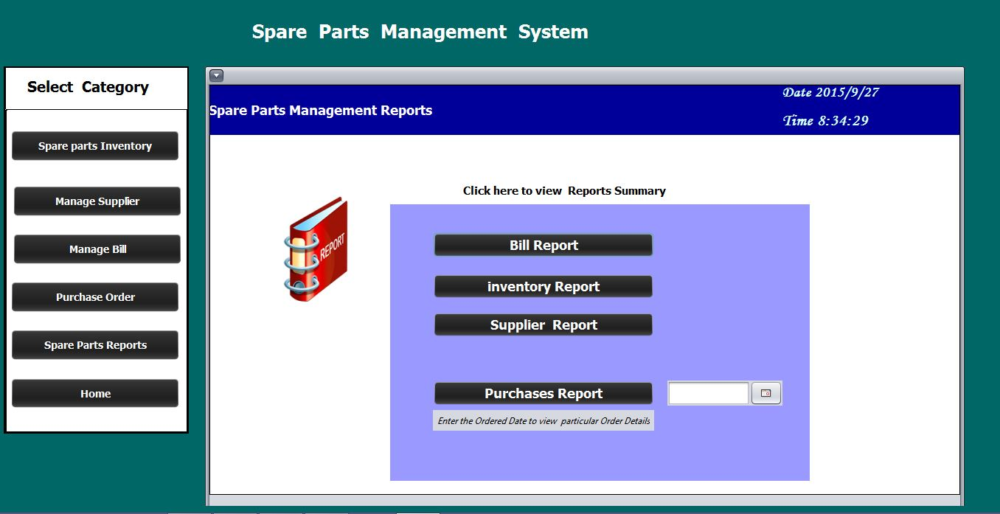 Spare Parts Management System
Select Category
Spare parts Inventory
Manage Supplier
Manage Bill
Purchase Order
Spare Parts Reports
Home
Spare Parts Management Reports
Date 2015/9/27
Time 8:34:29
Click here to view Reports Summary
REPORT
Bill Report
inventory Report
Supplier Report
Purchases Report
Enter the Ordered Date to view particular Order Details